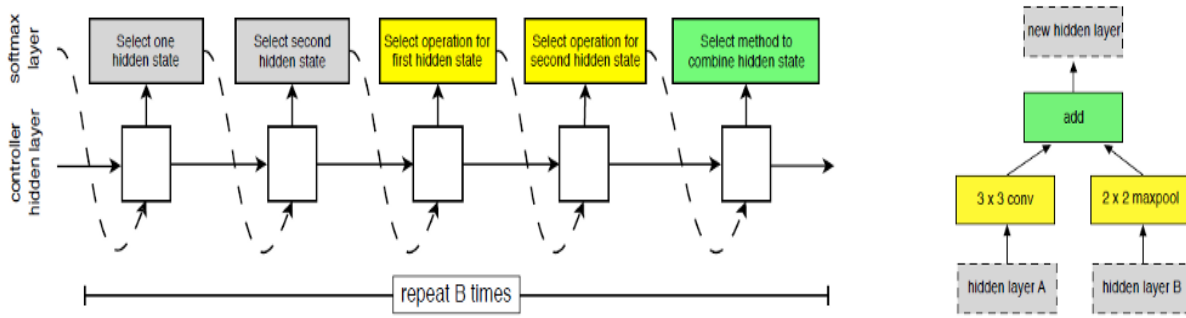 softmax
layer
controller
hidden layer
Select one
hidden state
Select second
hidden state
Select operation for
first hidden state
Select operation for
second hidden state
Select method to
combine hidden state
repeat B times
new hidden layer
add
3 x 3 conv
2 x 2 maxpool
hidden layer A
hidden layer B